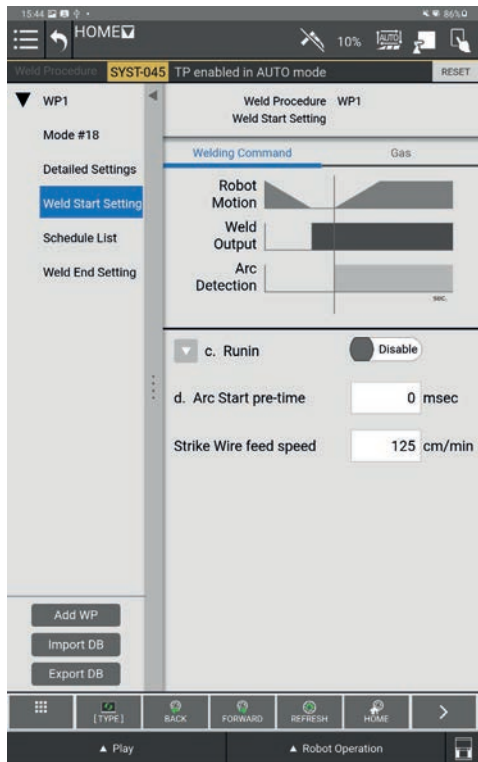 15:44
86%
HOME
10%
AUTO
Weld Procedure SYST-045 TP enabled in AUTO mode RESET
WP1
Mode #18
Detailed Settings
Weld Start Setting
Schedule List
Weld End Setting
Add WP
Import DB
Export DB
Weld Procedure WP1
Weld Start Setting
Welding Command Gas
Robot
Motion
Weld
Output
Arc
Detection
sec.
c. Runin Disable
d. Arc Start pre-time 0 msec
Strike Wire feed speed 125 cm/min
[TYPE] BACK FORWARD REFRESH HOME
Play Robot Operation